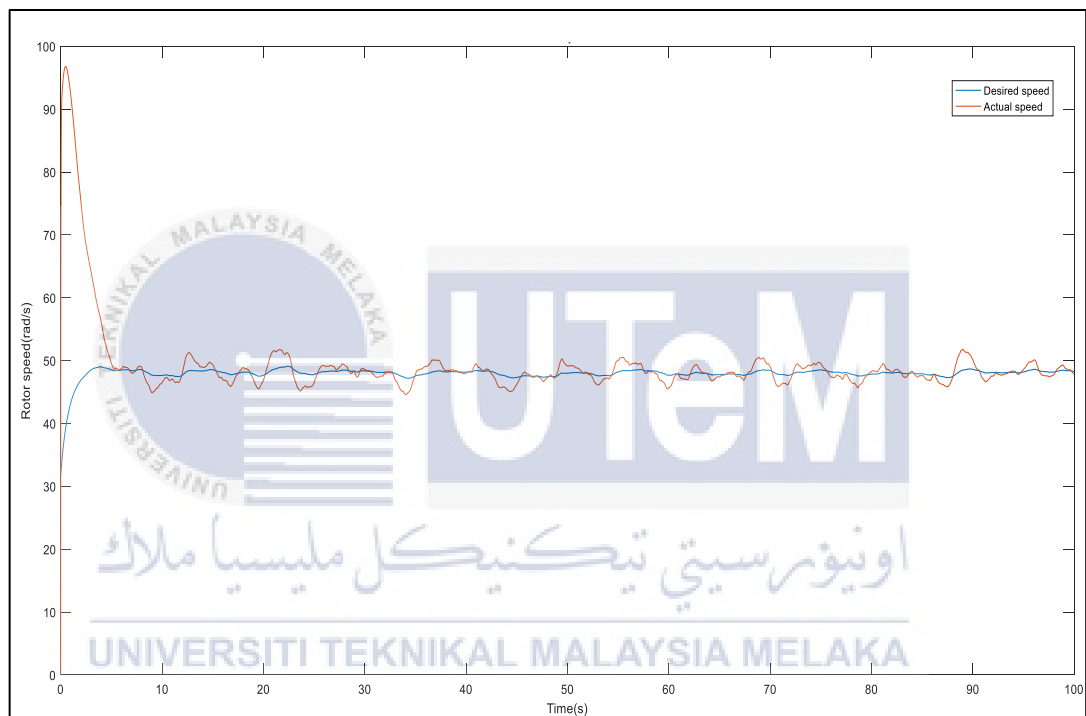 100
90
80
70
60
50
40
30
20
10
0
0 10 20 30 40 50 60 70 80 90 100
Rotor speed(rad/s)
Time(s)
Desired speed
Actual speed
UNIVERSITI TEKNIKAL MALAYSIA MELAKA
UTeM
اونيۏرسيتي تيكنيكل مليسيا ملاك
UNIVERSITI TEKNIKAL MALAYSIA MELAKA